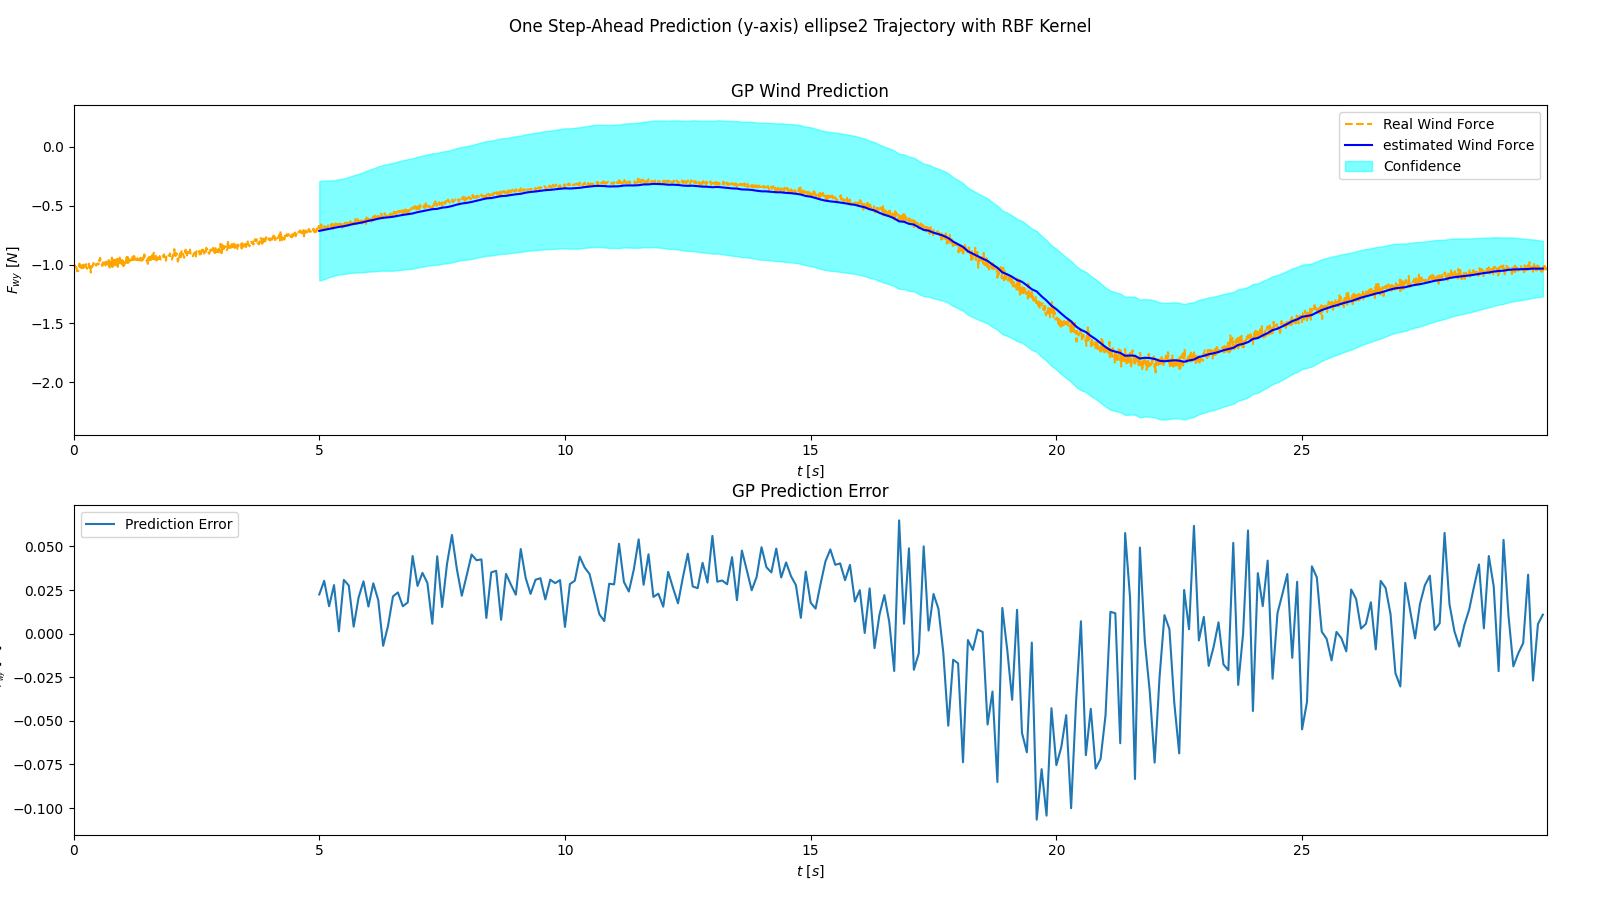 One Step-Ahead Prediction (y-axis) ellipse2 Trajectory with RBF Kernel
GP Wind Prediction
Real Wind Force
estimated Wind Force
Confidence
0.0
−0.5
−1.0
−1.5
−2.0
F_wy [N]
0 5 10 15 20 25
t [s]
GP Prediction Error
Prediction Error
0.050
0.025
0.000
−0.025
−0.050
−0.075
−0.100
0 5 10 15 20 25
t [s]